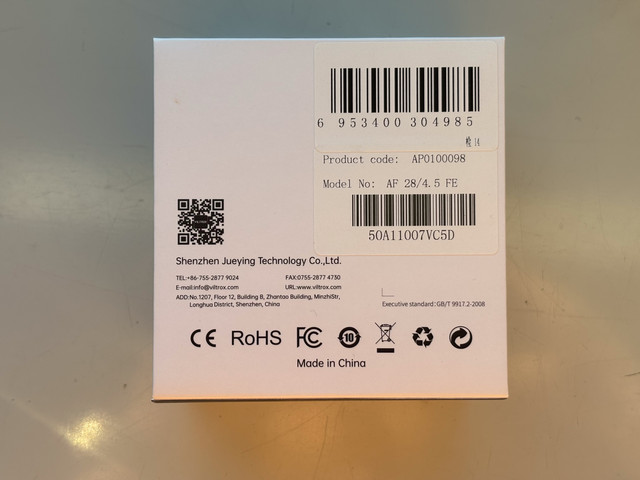 6 953400 304985
检 14
Product code: AP0100098
Model No: AF 28/4.5 FE
50A11007VC5D
Shenzhen Jueying Technology Co.,Ltd.
TEL:+86-755-2877 9024 FAX:0755-2877 4730
E-mail:info@viltrox.com URL:www.viltrox.com
ADD:No.1207, Floor 12, Building B, Zhantao Building, MinzhiStr,
Longhua District, Shenzhen, China
Executive standard: GB/T 9917.2-2008
CE RoHS FC 10
Made in China